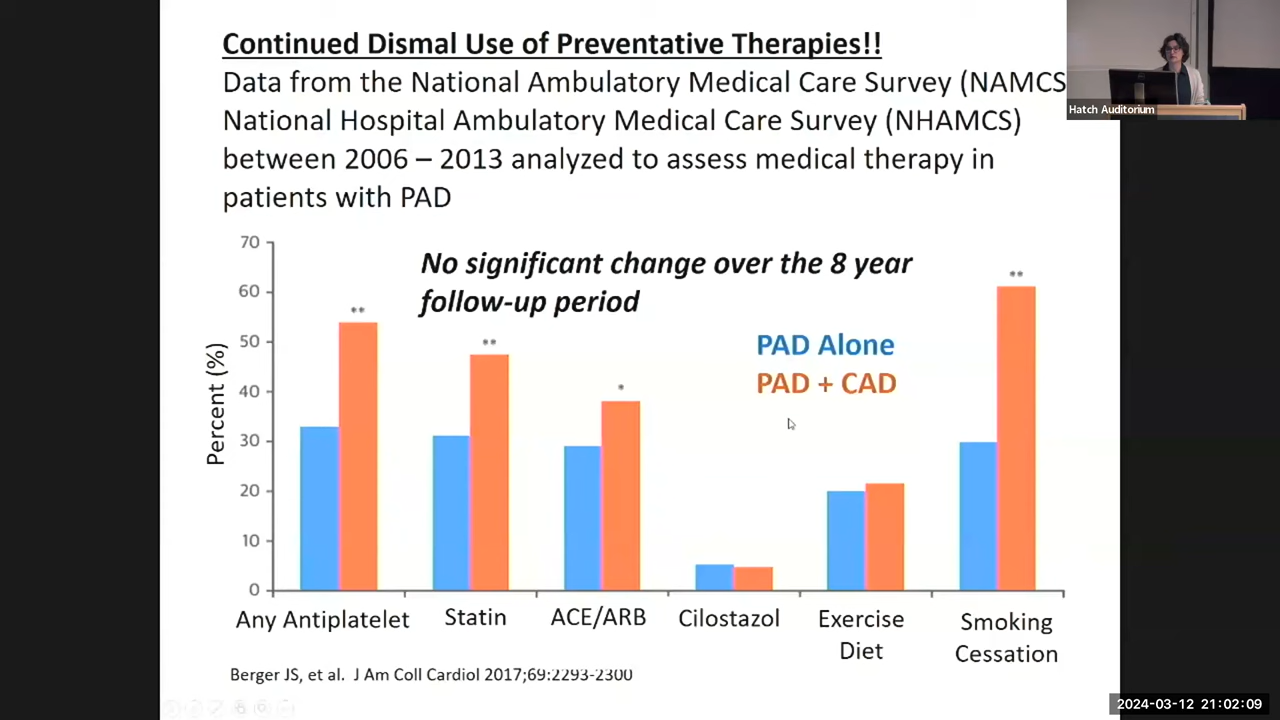 Continued Dismal Use of Preventative Therapies!!
Data from the National Ambulatory Medical Care Survey (NAMCS
National Hospital Ambulatory Medical Care Survey (NHAMCS)
between 2006 – 2013 analyzed to assess medical therapy in
patients with PAD
Hatch Auditorium
No significant change over the 8 year
follow-up period
PAD Alone
PAD + CAD
Percent (%)
70
60
50
40
30
20
10
0
**
**
*
**
Any Antiplatelet
Statin
ACE/ARB
Cilostazol
Exercise
Diet
Smoking
Cessation
Berger JS, et al. J Am Coll Cardiol 2017;69:2293-2300
2024-03-12 21:02:09